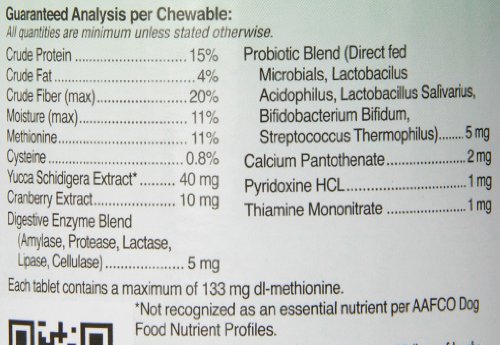 Guaranteed Analysis per Chewable:
All quantities are minimum unless stated otherwise.
Crude Protein ........................ 15%
Crude Fat ............................... 4%
Crude Fiber (max) ................... 20%
Moisture (max) ....................... 11%
Methionine ............................. 11%
Cysteine ................................ 0.8%
Yucca Schidigera Extract* ......... 40 mg
Cranberry Extract .................... 10 mg
Digestive Enzyme Blend
(Amylase, Protease, Lactase,
Lipase, Cellulase) .................... 5 mg
Probiotic Blend (Direct fed
Microbials, Lactobacilus
Acidophilus, Lactobacillus Salivarius,
Bifidobacterium Bifidum,
Streptococcus Thermophilus) ...... 5 mg
Calcium Pantothenate ............... 2 mg
Pyridoxine HCL ........................ 1 mg
Thiamine Mononitrate ............... 1 mg
Each tablet contains a maximum of 133 mg dl-methionine.
*Not recognized as an essential nutrient per AAFCO Dog
Food Nutrient Profiles.